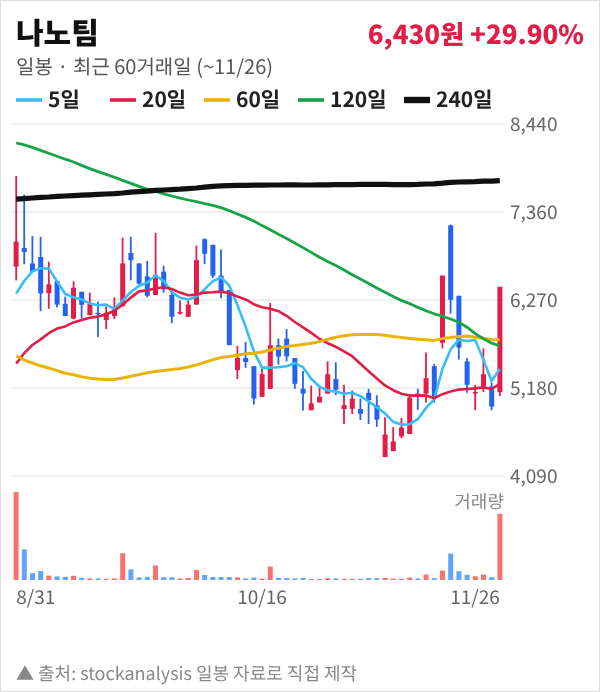 나노팀
6,430원 +29.90%
일봉 · 최근 60거래일 (~11/26)
5일 20일 60일 120일 240일
8,440
7,360
6,270
5,180
4,090
거래량
8/31 10/16 11/26
▲ 출처: stockanalysis 일봉 자료로 직접 제작